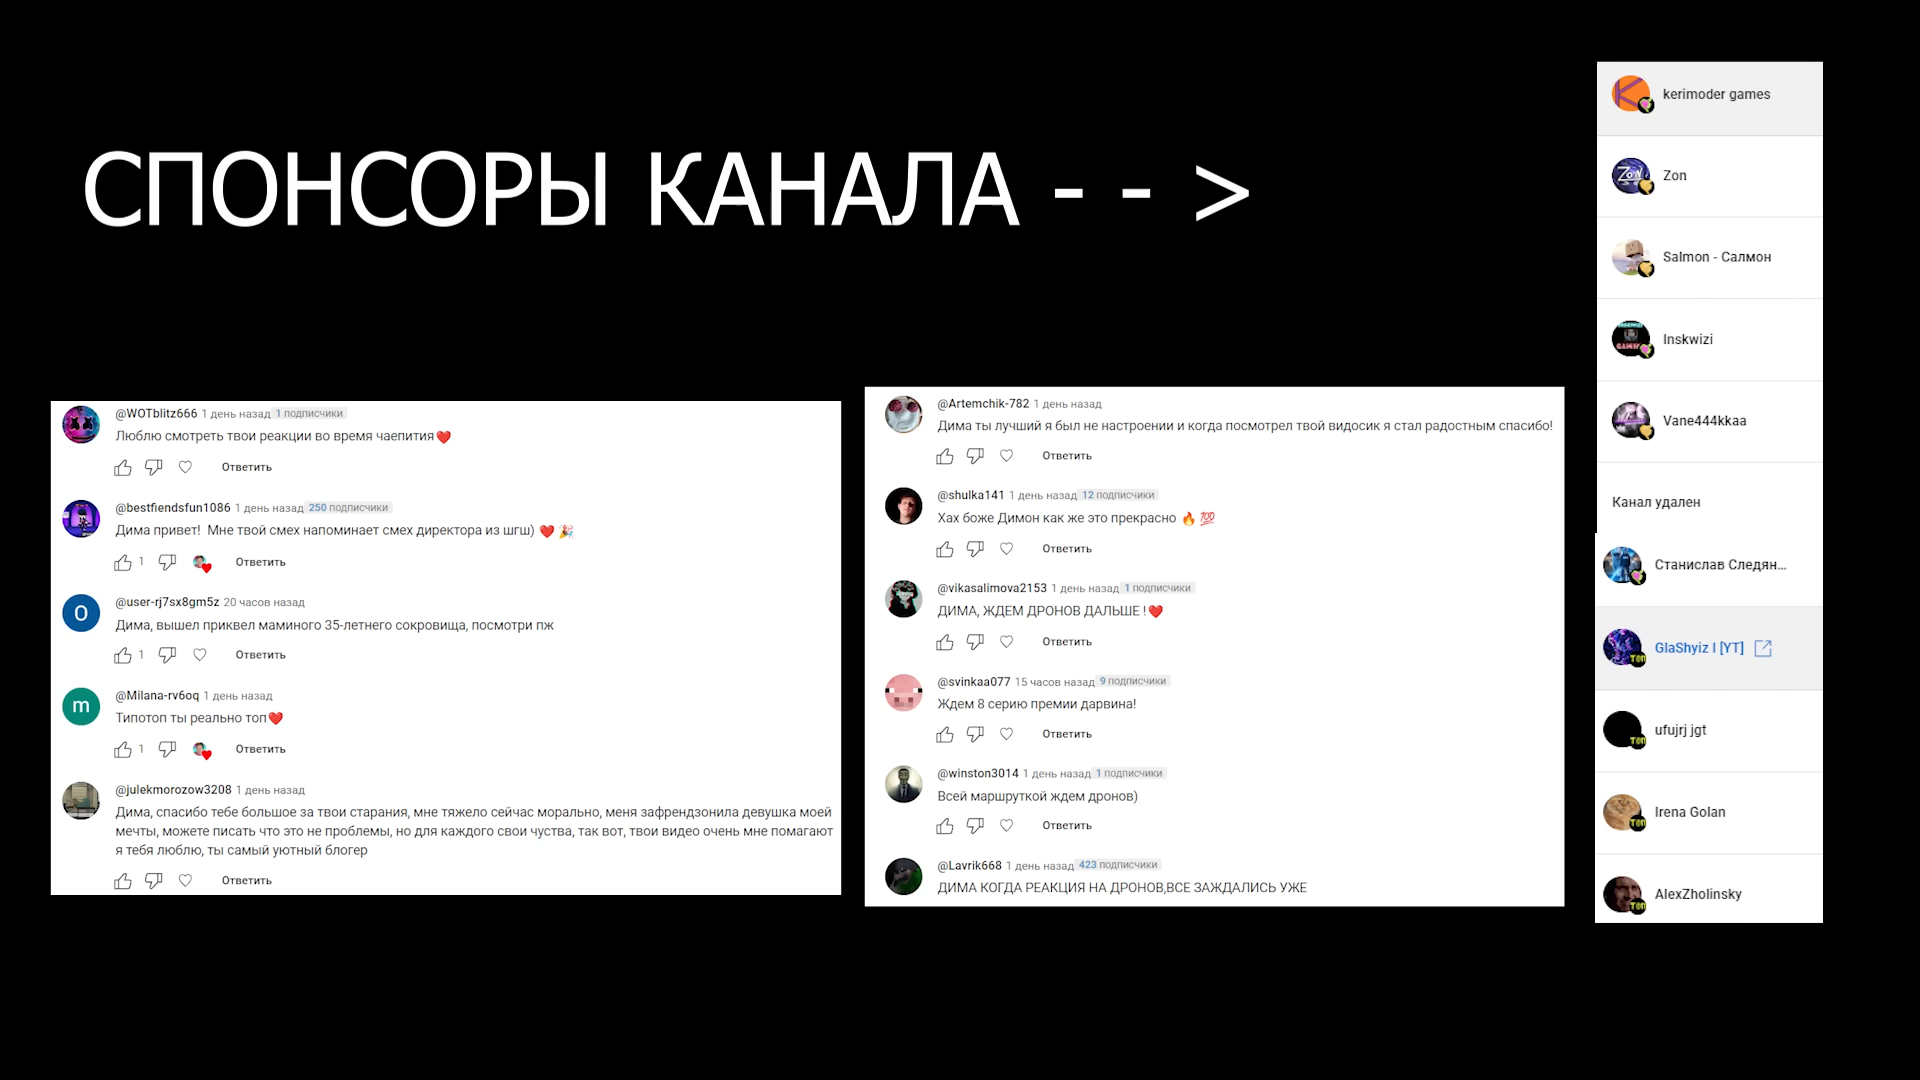 СПОНСОРЫ КАНАЛА - - >
@WOTblitz666 1 день назад 1 подписчики
Люблю смотреть твои реакции во время чаепития❤️
Ответить
@bestfiendsfun1086 1 день назад 250 подписчики
Дима привет! Мне твой смех напоминает смех директора из шгш) ❤️ 🎉
1 Ответить
O
@user-rj7sx8gm5z 20 часов назад
Дима, вышел приквел маминого 35-летнего сокровища, посмотри пж
1 Ответить
m
@Milana-rv6oq 1 день назад
Типотоп ты реально топ❤️
1 Ответить
@julekmorozow3208 1 день назад
Дима, спасибо тебе большое за твои старания, мне тяжело сейчас морально, меня зафрендзонила девушка моей
мечты, можете писать что это не проблемы, но для каждого свои чуства, так вот, твои видео очень мне помагают
я тебя люблю, ты самый уютный блогер
Ответить
@Artemchik-782 1 день назад
Дима ты лучший я был не настроении и когда посмотрел твой видосик я стал радостным спасибо!
Ответить
@shulka141 1 день назад 12 подписчики
Хах боже Димон как же это прекрасно 🔥 💯
Ответить
@vikasalimova2153 1 день назад 1 подписчики
ДИМА, ЖДЕМ ДРОНОВ ДАЛЬШЕ !❤️
Ответить
@svinkaa077 15 часов назад 9 подписчики
Ждем 8 серию премии дарвина!
Ответить
@winston3014 1 день назад 1 подписчики
Всей маршруткой ждем дронов)
Ответить
@Lavrik668 1 день назад 423 подписчики
ДИМА КОГДА РЕАКЦИЯ НА ДРОНОВ,ВСЕ ЗАЖДАЛИСЬ УЖЕ
kerimoder games
Zon
Salmon - Салмон
Inskwizi
Vane444kkaa
Канал удален
Станислав Следян...
GlaShyiz I [YT]
ufujrj jgt
Irena Golan
AlexZholinsky